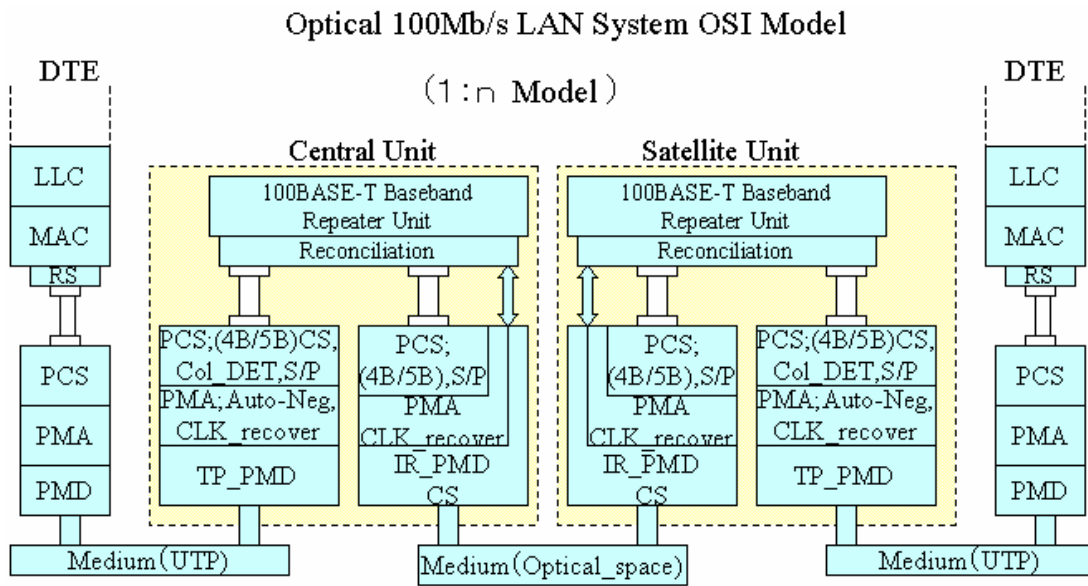 Optical 100Mb/s LAN System OSI Model
(1:n Model)
DTE
LLC
MAC
RS
PCS
PMA
PMD
Medium(UTP)
Central Unit
100BASE-T Baseband
Repeater Unit
Reconciliation
PCS;(4B/5B)CS,
Col_DET,S/P
PMA;Auto-Neg,
CLK_recover
TP_PMD
PCS;
(4B/5B),S/P
PMA
CLK_recover
IR_PMD
CS
Medium(Optical_space)
Satellite Unit
100BASE-T Baseband
Repeater Unit
Reconciliation
PCS;
(4B/5B),S/P
PMA
CLK_recover
IR_PMD
CS
PCS;(4B/5B)CS,
Col_DET,S/P
PMA;Auto-Neg,
CLK_recover
TP_PMD
DTE
LLC
MAC
RS
PCS
PMA
PMD
Medium(UTP)